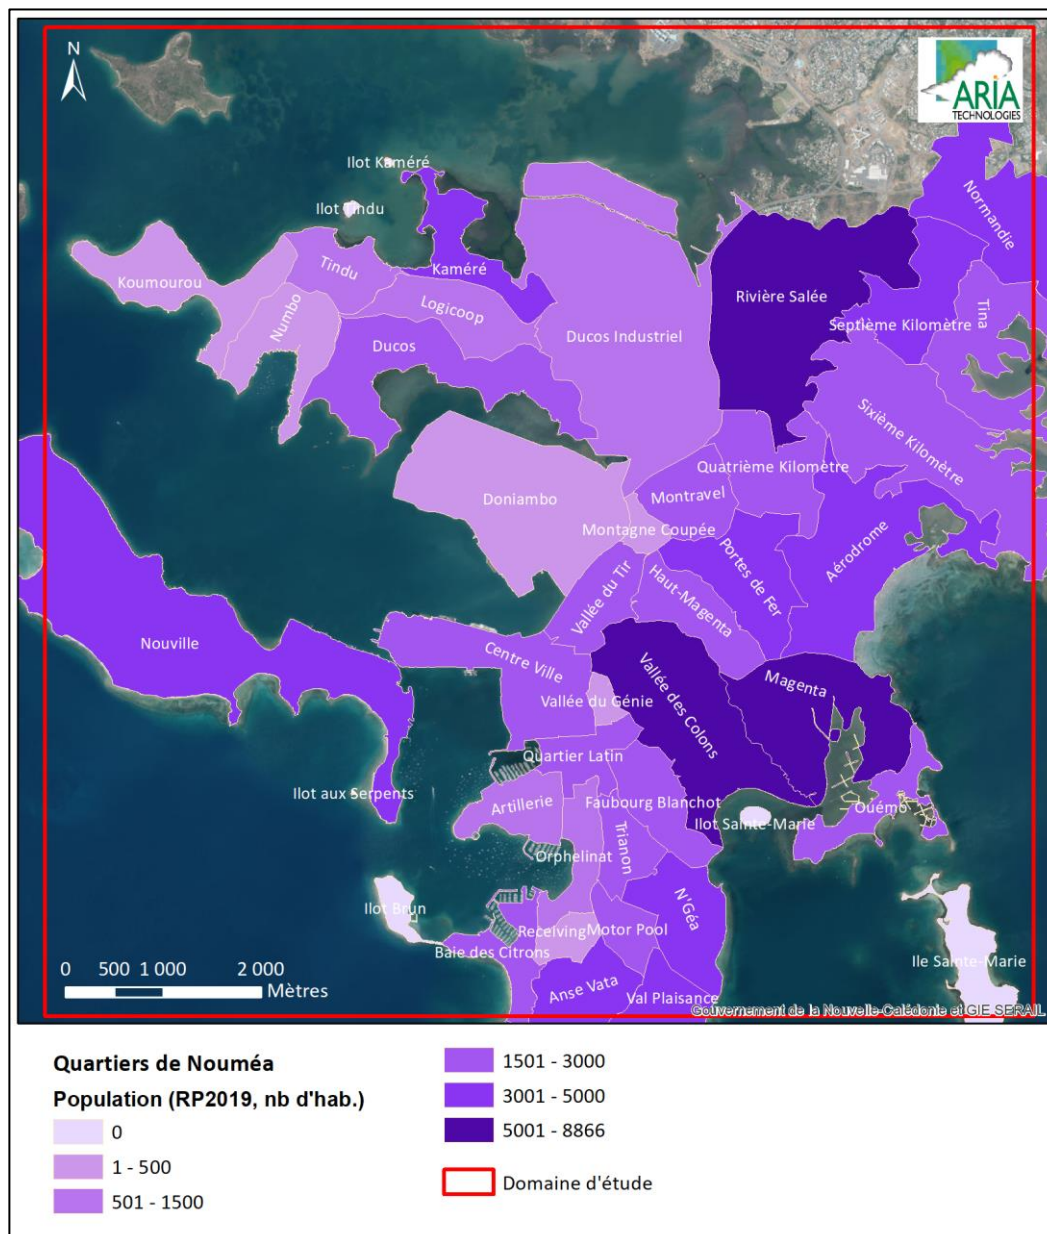 N
ARIA
TECHNOLOGIES
Ilot Kaméré
Ilot Tindu
Normandie
Koumourou
Tindu
Kaméré
Rivière Salée
Numbo
Logicoop
Septième Kilomètre
Tina
Ducos
Ducos Industriel
Sixième Kilomètre
Quatrième Kilomètre
Doniambo
Montravel
Montagne Coupée
Portes de Fer
Aérodrome
Vallée du Tir
Haut-Magenta
Nouville
Centre Ville
Vallée des Colons
Magenta
Vallée du Génie
Quartier Latin
Ilot aux Serpents
Artillerie
Faubourg Blanchot
Ouémo
Ilot Sainte-Marie
Orphelinat
Trianon
Ilot Brun
N'Géa
Receiving
Motor Pool
Baie des Citrons
Ile Sainte-Marie
Anse Vata
Val Plaisance
0 500 1 000 2 000
Mètres
Gouvernement de la Nouvelle-Calédonie et GIE SERAIL
Quartiers de Nouméa
Population (RP2019, nb d'hab.)
0
1 - 500
501 - 1500
1501 - 3000
3001 - 5000
5001 - 8866
Domaine d'étude